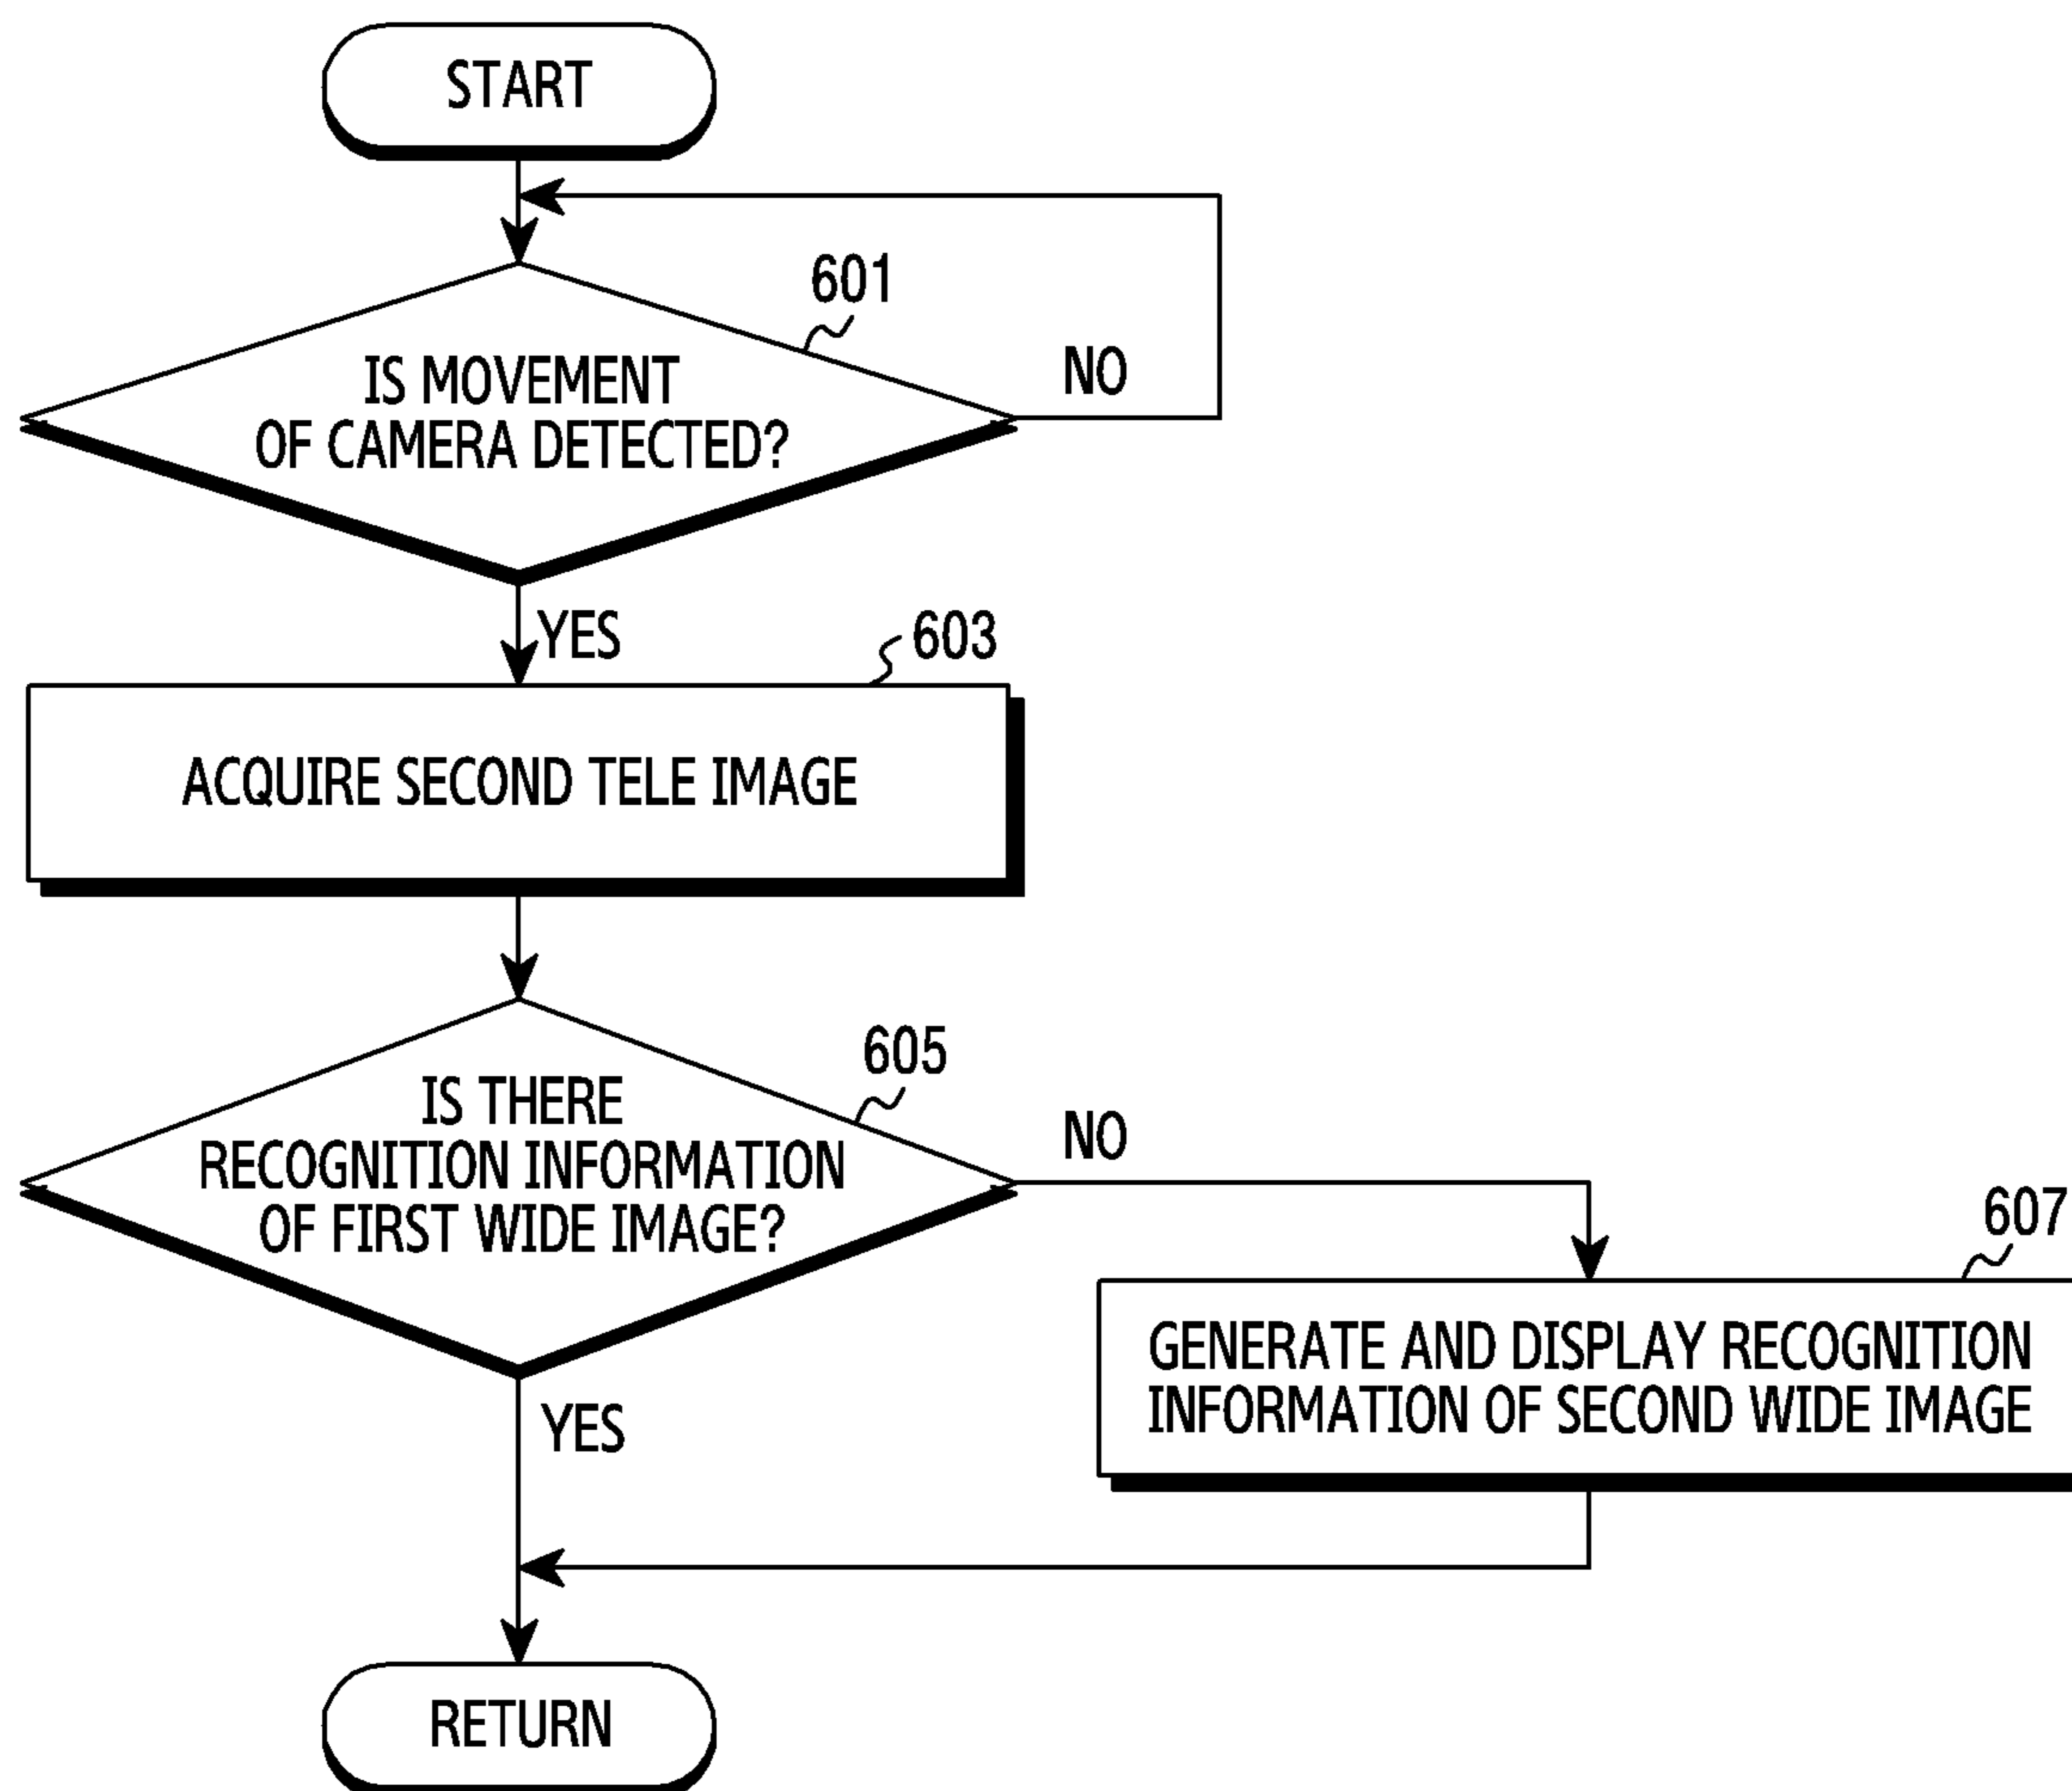 START
601
IS MOVEMENT
OF CAMERA DETECTED?
NO
YES
603
ACQUIRE SECOND TELE IMAGE
605
IS THERE
RECOGNITION INFORMATION
OF FIRST WIDE IMAGE?
NO
607
GENERATE AND DISPLAY RECOGNITION
INFORMATION OF SECOND WIDE IMAGE
YES
RETURN